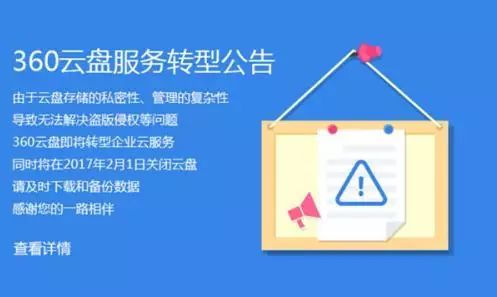 360云盘服务转型公告
由于云盘存储的私密性、管理的复杂性
导致无法解决盗版侵权等问题
360云盘即将转型企业云服务
同时将在2017年2月1日关闭云盘
请及时下载和备份数据
感谢您的一路相伴
查看详情